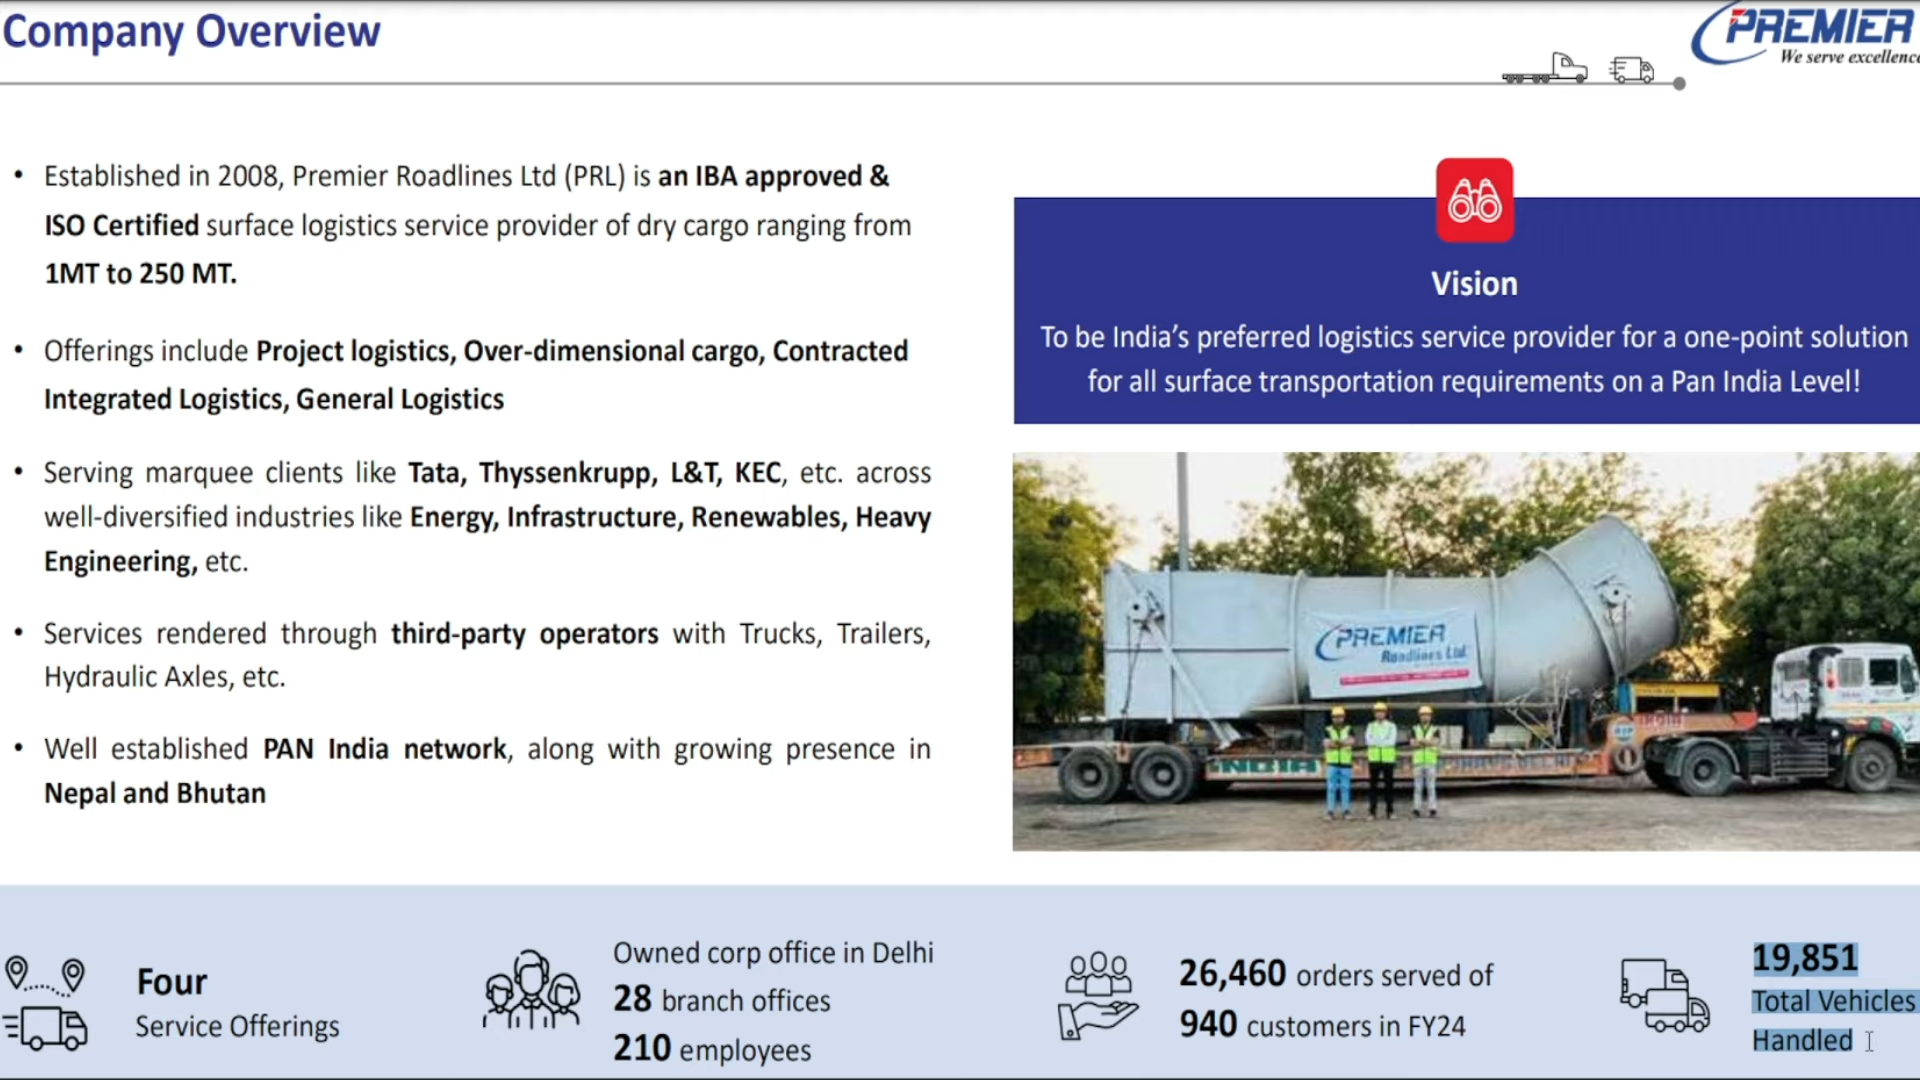 Company Overview
PREMIER
We serve excellence
• Established in 2008, Premier Roadlines Ltd (PRL) is an IBA approved &
ISO Certified surface logistics service provider of dry cargo ranging from
1MT to 250 MT.
• Offerings include Project logistics, Over-dimensional cargo, Contracted
Integrated Logistics, General Logistics
• Serving marquee clients like Tata, Thyssenkrupp, L&T, KEC, etc. across
well-diversified industries like Energy, Infrastructure, Renewables, Heavy
Engineering, etc.
• Services rendered through third-party operators with Trucks, Trailers,
Hydraulic Axles, etc.
• Well established PAN India network, along with growing presence in
Nepal and Bhutan
Vision
To be India’s preferred logistics service provider for a one-point solution
for all surface transportation requirements on a Pan India Level!
PREMIER
Roadlines Ltd.
INDIA
Four
Service Offerings
Owned corp office in Delhi
28 branch offices
210 employees
26,460 orders served of
940 customers in FY24
19,851
Total Vehicles
Handled